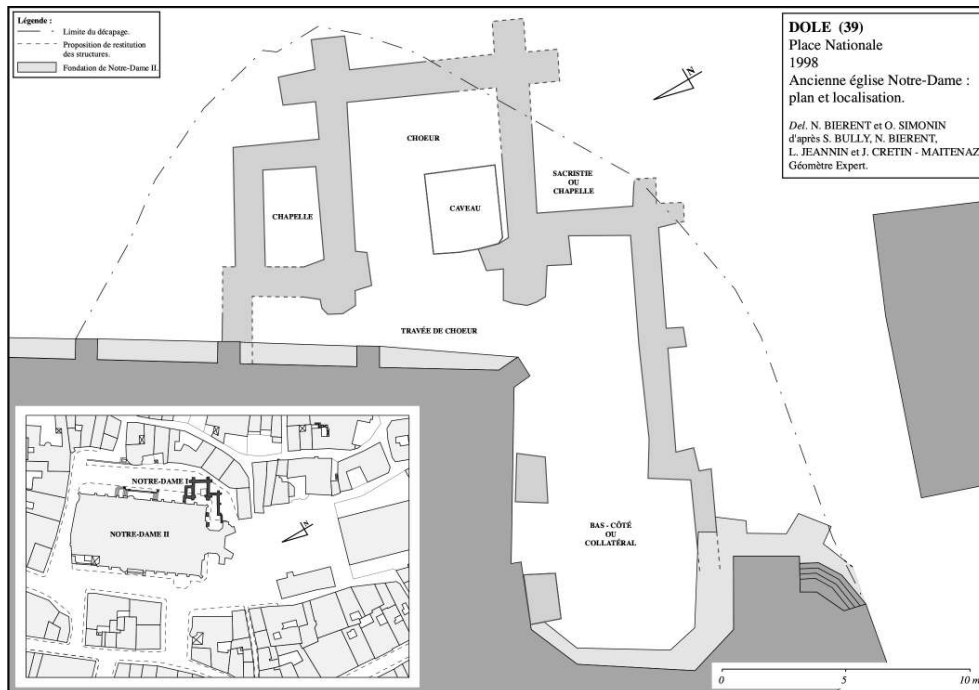 Légende :
Limite du décapage.
Proposition de restitution
des structures.
Fondation de Notre-Dame II.
DOLE (39)
Place Nationale
1998
Ancienne église Notre-Dame :
plan et localisation.
Del. N. BIERENT et O. SIMONIN
d'après S. BULLY, N. BIERENT,
L. JEANNIN et J. CRETIN - MAITENAZ
Géomètre Expert.
N
CHOEUR
SACRISTIE
OU
CHAPELLE
CHAPELLE
CAVEAU
TRAVÉE DE CHOEUR
BAS - CÔTÉ
OU
COLLATÉRAL
NOTRE-DAME I
NOTRE-DAME II
N
0 5 10 m